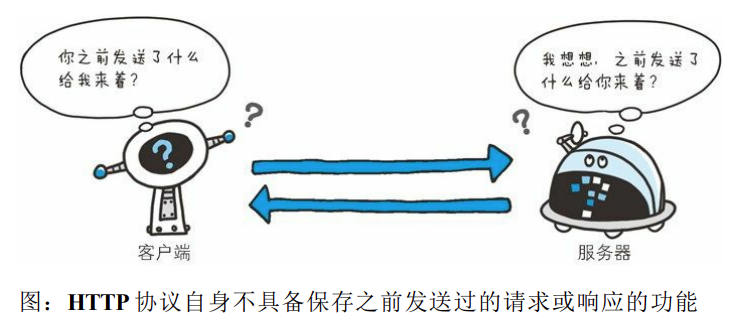 你之前发送了什么
给我来着?
我想想,之前发送了
什么给你来着?
?
?
?
客户端
服务器
图:HTTP 协议自身不具备保存之前发送过的请求或响应的功能